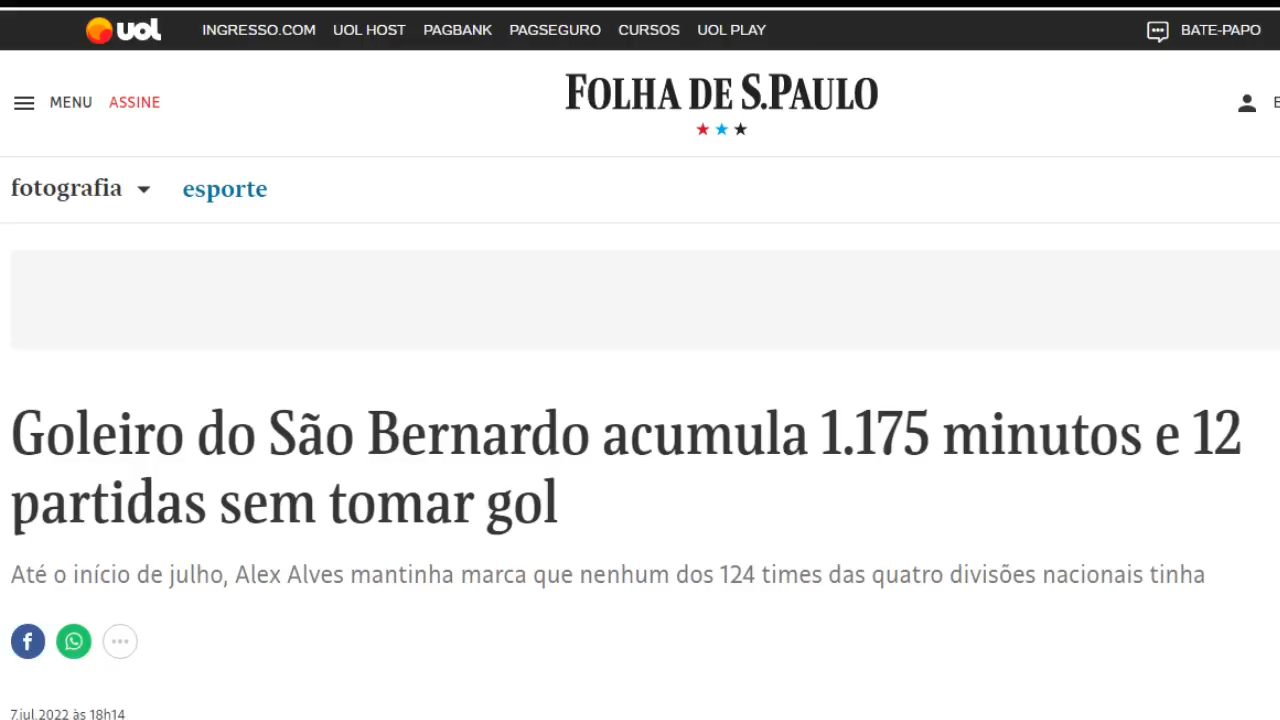 uol INGRESSO.COM UOL HOST PAGBANK PAGSEGURO CURSOS UOL PLAY BATE-PAPO
MENU ASSINE FOLHA DE S.PAULO E
fotografia esporte
Goleiro do São Bernardo acumula 1.175 minutos e 12
partidas sem tomar gol
Até o início de julho, Alex Alves mantinha marca que nenhum dos 124 times das quatro divisões nacionais tinha
7.jul.2022 às 18h14